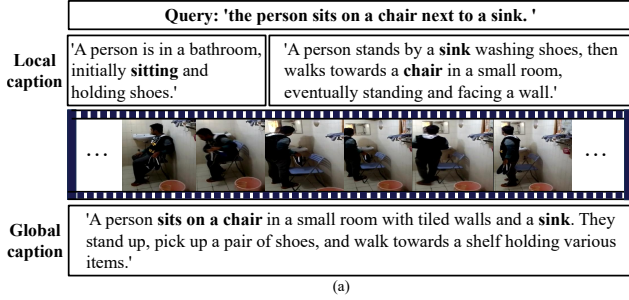 Query: 'the person sits on a chair next to a sink. '
Local
caption
'A person is in a bathroom,
initially sitting and
holding shoes.'
'A person stands by a sink washing shoes, then
walks towards a chair in a small room,
eventually standing and facing a wall.'
...
...
Global
caption
'A person sits on a chair in a small room with tiled walls and a sink. They
stand up, pick up a pair of shoes, and walk towards a shelf holding various
items.'
(a)